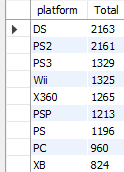 platform Total
DS 2163
PS2 2161
PS3 1329
Wii 1325
X360 1265
PSP 1213
PS 1196
PC 960
XB 824